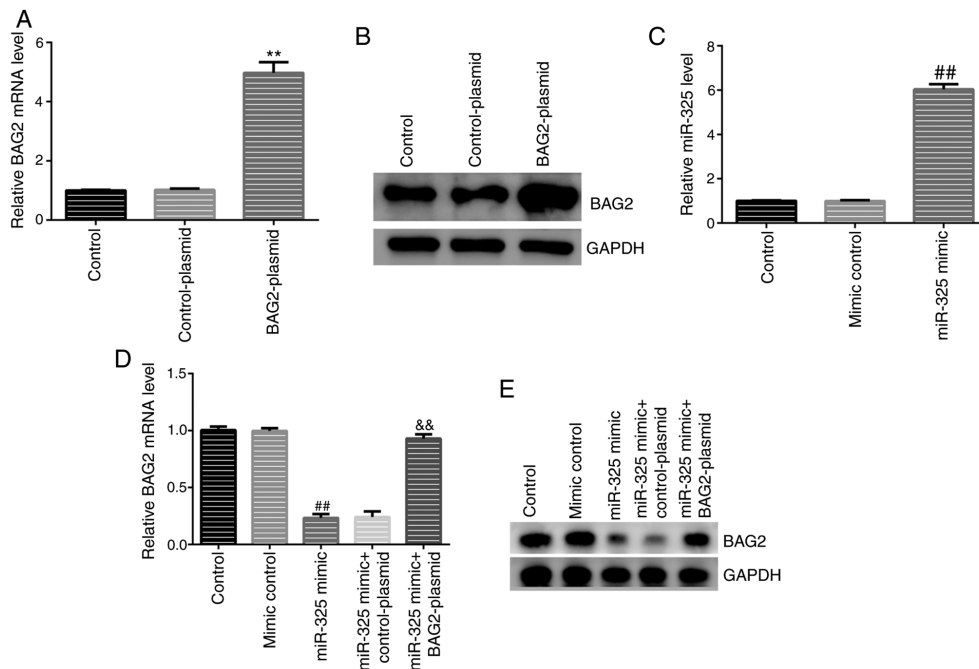 A
Relative BAG2 mRNA level
6
4
2
0
**
Control
Control-plasmid
BAG2-plasmid
B
Control
Control-plasmid
BAG2-plasmid
BAG2
GAPDH
C
Relative miR-325 level
8
6
4
2
0
##
Control
Mimic control
miR-325 mimic
D
Relative BAG2 mRNA level
1.5
1.0
0.5
0.0
##
&&
Control
Mimic control
miR-325 mimic
miR-325 mimic+
control-plasmid
miR-325 mimic+
BAG2-plasmid
E
Control
Mimic control
miR-325 mimic
miR-325 mimic+
control-plasmid
miR-325 mimic+
BAG2-plasmid
BAG2
GAPDH